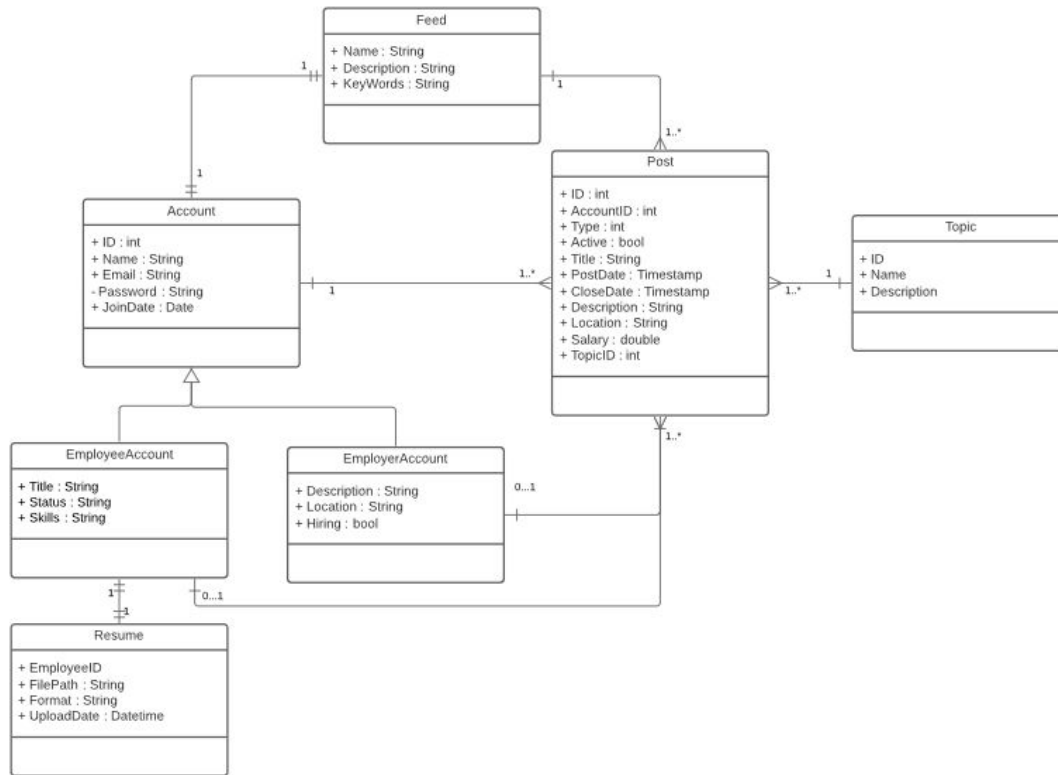 Feed
+ Name : String
+ Description : String
+ KeyWords : String
1
1
1..*
1
Post
+ ID : int
+ AccountID : int
+ Type : int
+ Active : bool
+ Title : String
+ PostDate : Timestamp
+ CloseDate : Timestamp
+ Description : String
+ Location : String
+ Salary : double
+ TopicID : int
Account
+ ID : int
+ Name : String
+ Email : String
- Password : String
+ JoinDate : Date
1
1..*
1..*
1
Topic
+ ID
+ Name
+ Description
1..*
EmployeeAccount
+ Title : String
+ Status : String
+ Skills : String
EmployerAccount
+ Description : String
+ Location : String
+ Hiring : bool
0...1
1
0...1
1
Resume
+ EmployeeID
+ FilePath : String
+ Format : String
+ UploadDate : Datetime